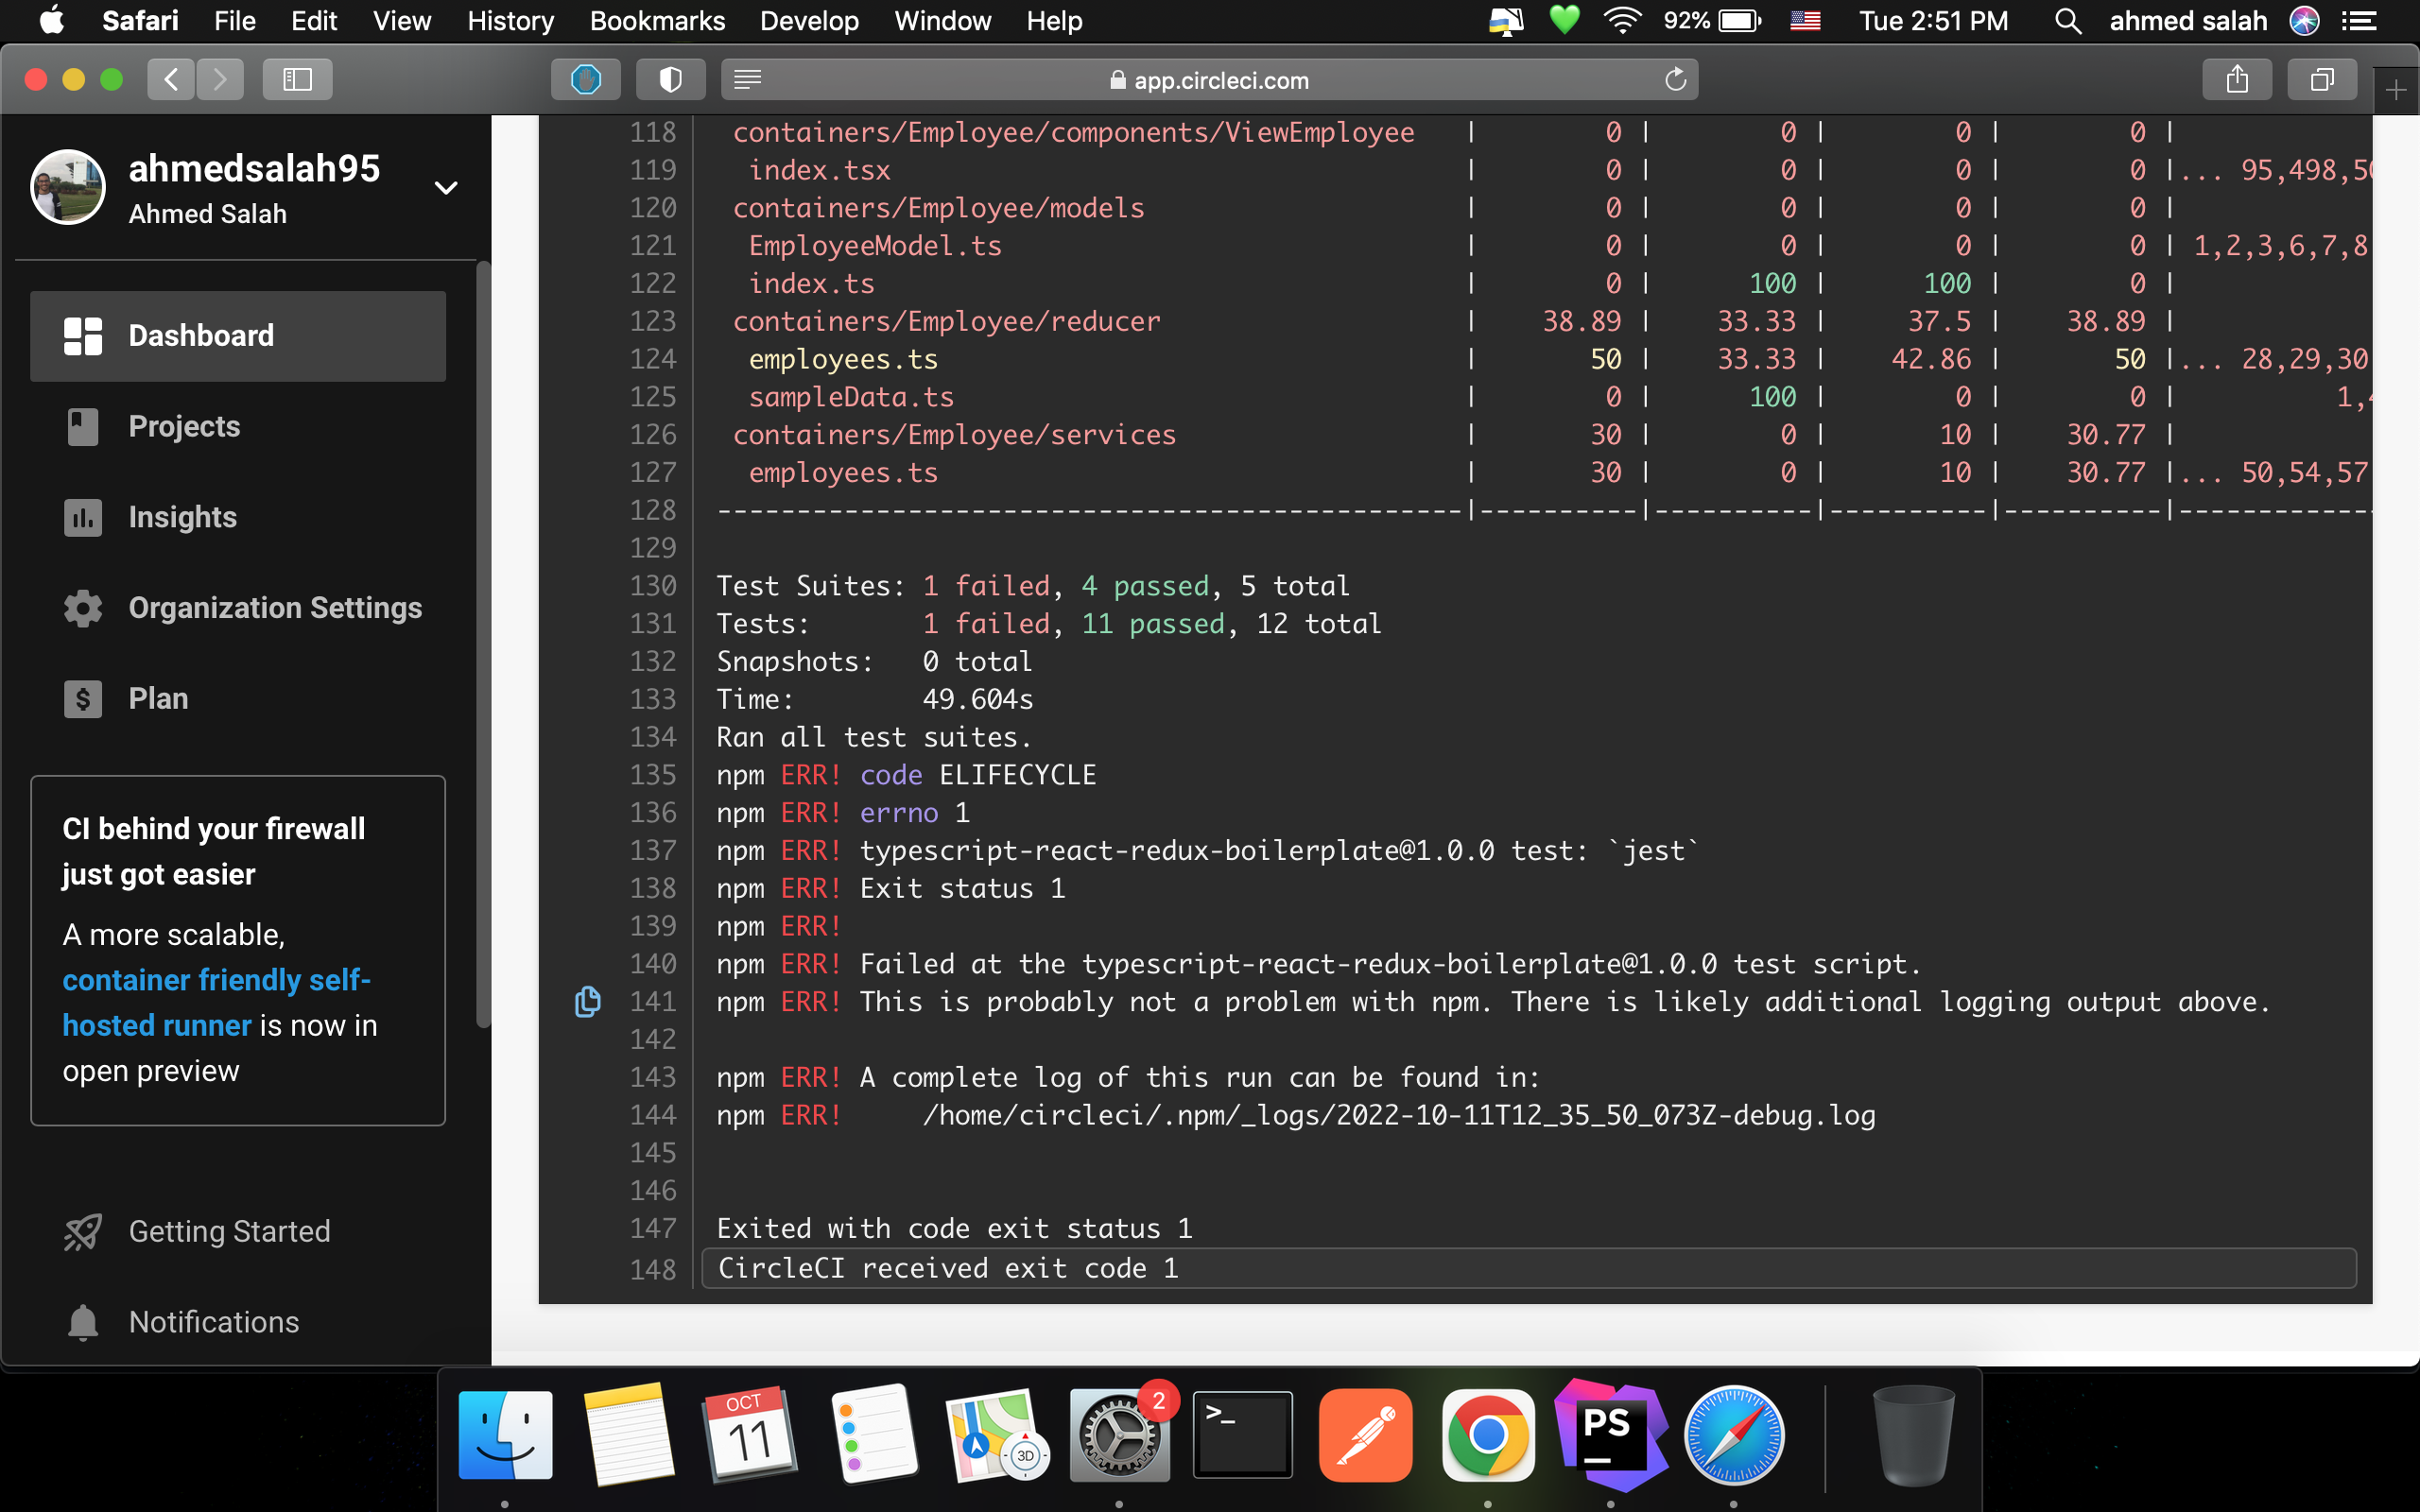 Safari File Edit View History Bookmarks Develop Window Help 92% Tue 2:51 PM ahmed salah
app.circleci.com
ahmedsalah95
Ahmed Salah
Dashboard
Projects
Insights
Organization Settings
Plan
CI behind your firewall
just got easier
A more scalable,
container friendly self-
hosted runner is now in
open preview
Getting Started
Notifications
118 containers/Employee/components/ViewEmployee | 0 | 0 | 0 | 0 |
119 index.tsx | 0 | 0 | 0 | 0 |... 95,498,50
120 containers/Employee/models | 0 | 0 | 0 | 0 |
121 EmployeeModel.ts | 0 | 0 | 0 | 0 | 1,2,3,6,7,8
122 index.ts | 0 | 100 | 100 | 0 |
123 containers/Employee/reducer | 38.89 | 33.33 | 37.5 | 38.89 |
124 employees.ts | 50 | 33.33 | 42.86 | 50 |... 28,29,30
125 sampleData.ts | 0 | 100 | 0 | 0 | 1,4
126 containers/Employee/services | 30 | 0 | 10 | 30.77 |
127 employees.ts | 30 | 0 | 10 | 30.77 |... 50,54,57
128 -----------------------------------------------|----------|----------|----------|----------|-------------
129
130 Test Suites: 1 failed, 4 passed, 5 total
131 Tests: 1 failed, 11 passed, 12 total
132 Snapshots: 0 total
133 Time: 49.604s
134 Ran all test suites.
135 npm ERR! code ELIFECYCLE
136 npm ERR! errno 1
137 npm ERR! typescript-react-redux-boilerplate@1.0.0 test: `jest`
138 npm ERR! Exit status 1
139 npm ERR!
140 npm ERR! Failed at the typescript-react-redux-boilerplate@1.0.0 test script.
141 npm ERR! This is probably not a problem with npm. There is likely additional logging output above.
142
143 npm ERR! A complete log of this run can be found in:
144 npm ERR! /home/circleci/.npm/_logs/2022-10-11T12_35_50_073Z-debug.log
145
146
147 Exited with code exit status 1
148 CircleCI received exit code 1
OCT
11
3D
2
>_
PS